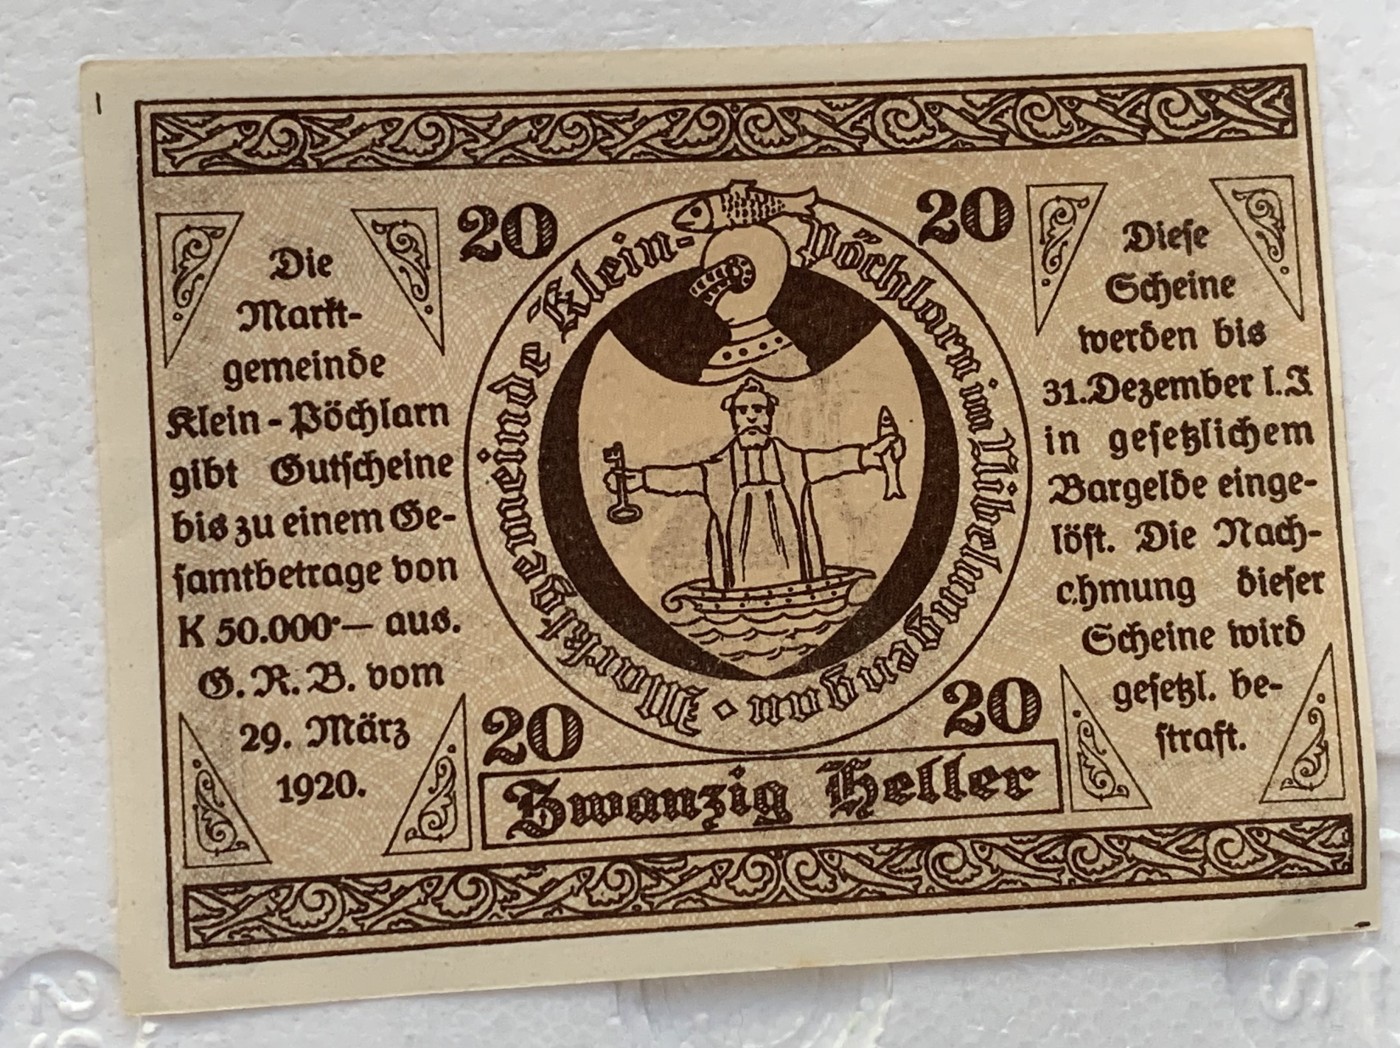 Die
Markt-
gemeinde
Klein-Pöchlarn
gibt Gutscheine
bis zu einem Ge-
samtbetrage von
K 50.000·— aus.
G. R. B. vom
29. März
1920.
20
20
Marktgemeinde Klein-Pöchlarn im Nibelungengau ·
20
20
Zwanzig Heller
Diese
Scheine
werden bis
31. Dezember l. J.
in gesetzlichem
Bargelde einge-
löst. Die Nach-
chmung dieser
Scheine wird
gesetzl. be-
straft.